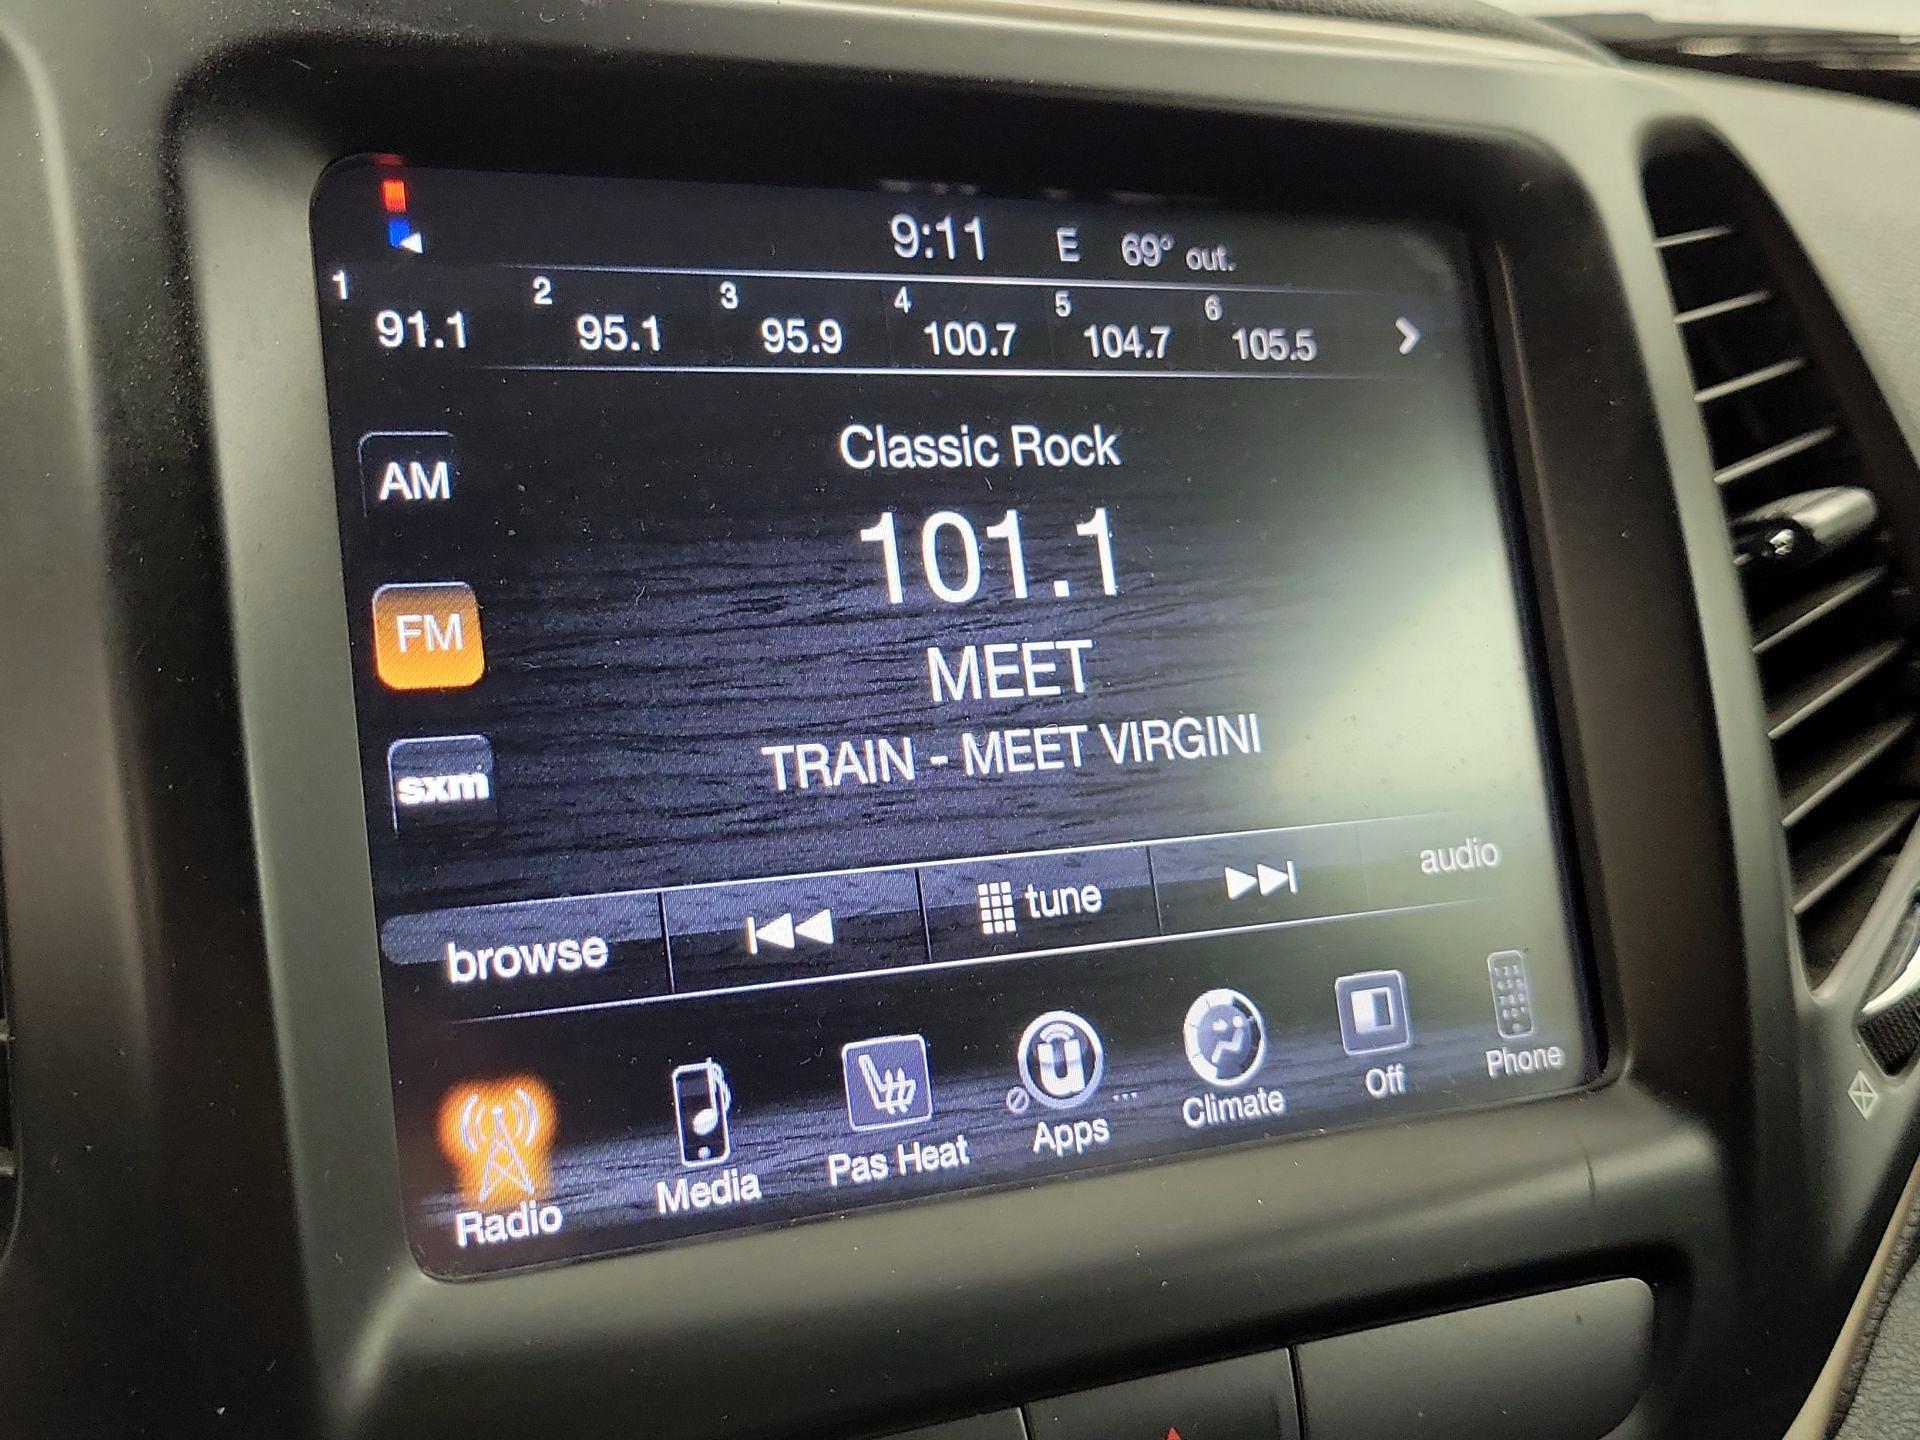 9:11 E 69° out.
1 2 3 4 5 6
91.1 95.1 95.9 100.7 104.7 105.5
Classic Rock
AM
101.1
FM
MEET
TRAIN - MEET VIRGINI
sxm
browse tune audio
Radio Media Pas Heat Apps Climate Off Phone